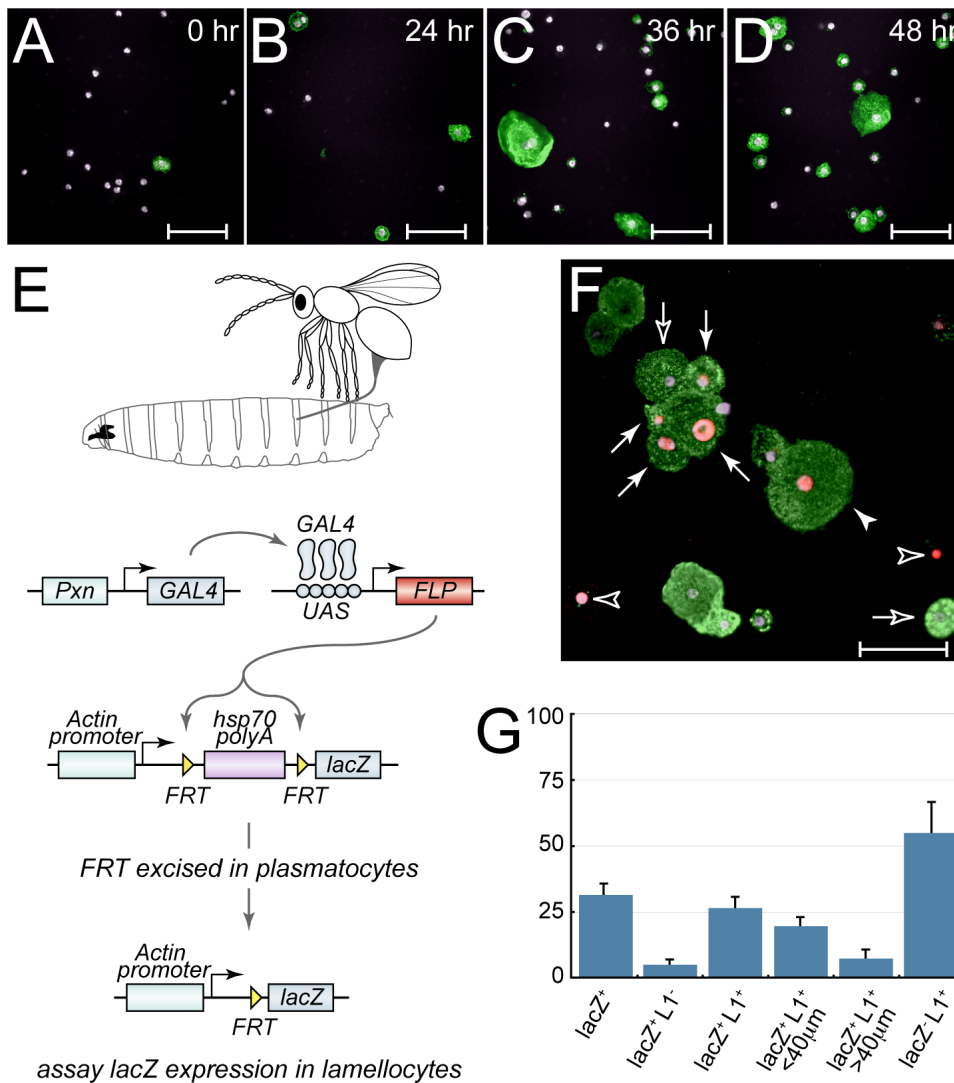 A
0 hr
B
24 hr
C
36 hr
D
48 hr
E
Pxn
GAL4
GAL4
UAS
FLP
Actin
promoter
hsp70
polyA
lacZ
FRT
FRT
FRT excised in plasmatocytes
Actin
promoter
lacZ
FRT
assay lacZ expression in lamellocytes
F
G
100
75
50
25
0
lacZ⁺
lacZ⁺ L1⁻
lacZ⁺ L1⁺
lacZ⁺ L1⁺
<40μm
lacZ⁺ L1⁺
>40μm
lacZ⁻ L1⁺